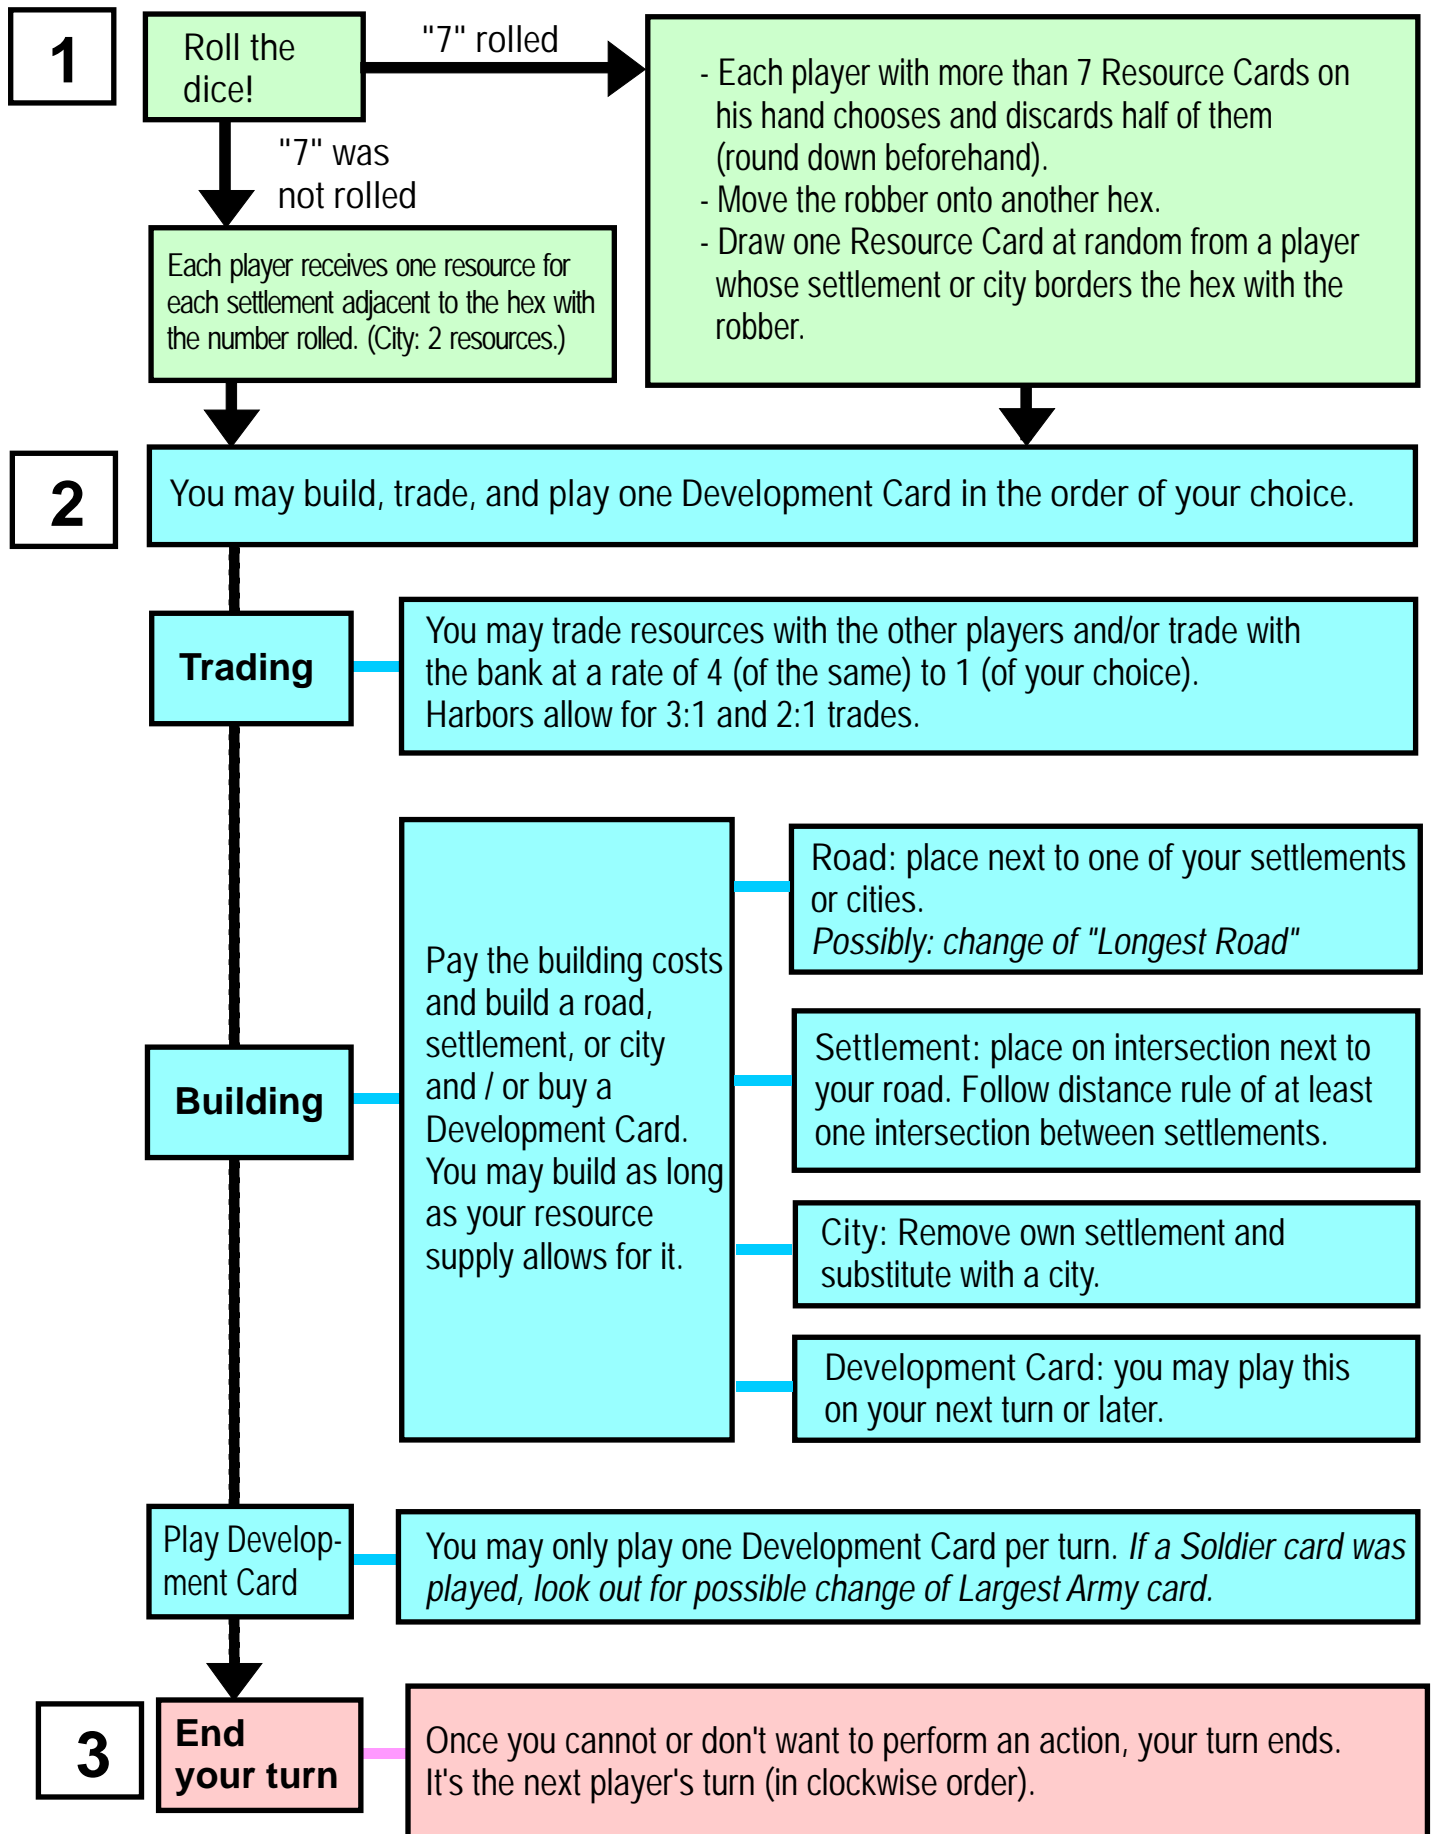 1
Roll the
dice!
"7" rolled
"7" was
not rolled
- Each player with more than 7 Resource Cards on
his hand chooses and discards half of them
(round down beforehand).
- Move the robber onto another hex.
- Draw one Resource Card at random from a player
whose settlement or city borders the hex with the
robber.
Each player receives one resource for
each settlement adjacent to the hex with
the number rolled. (City: 2 resources.)
2
You may build, trade, and play one Development Card in the order of your choice.
Trading
You may trade resources with the other players and/or trade with
the bank at a rate of 4 (of the same) to 1 (of your choice).
Harbors allow for 3:1 and 2:1 trades.
Building
Pay the building costs
and build a road,
settlement, or city
and / or buy a
Development Card.
You may build as long
as your resource
supply allows for it.
Road: place next to one of your settlements
or cities.
Possibly: change of "Longest Road"
Settlement: place on intersection next to
your road. Follow distance rule of at least
one intersection between settlements.
City: Remove own settlement and
substitute with a city.
Development Card: you may play this
on your next turn or later.
Play Develop-
ment Card
You may only play one Development Card per turn. If a Soldier card was
played, look out for possible change of Largest Army card.
3
End
your turn
Once you cannot or don't want to perform an action, your turn ends.
It's the next player's turn (in clockwise order).